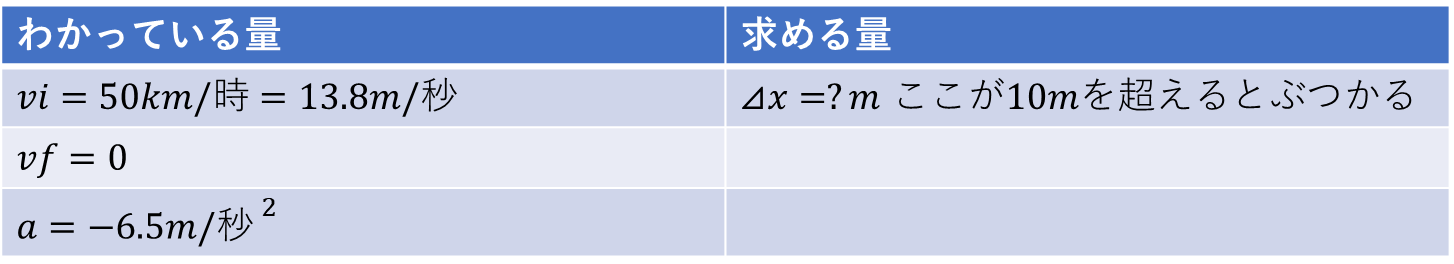 わかっている量
求める量
vi = 50km/時 = 13.8m/秒
⊿x =? m ここが10mを超えるとぶつかる
vf = 0
a = −6.5m/秒²